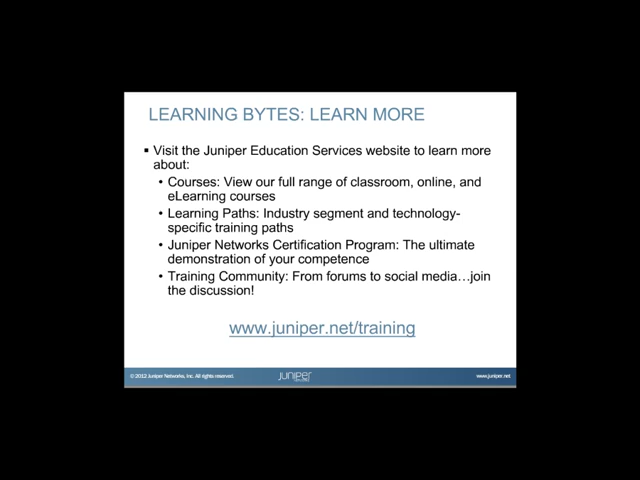 LEARNING BYTES: LEARN MORE
▪ Visit the Juniper Education Services website to learn more
about:
• Courses: View our full range of classroom, online, and
eLearning courses
• Learning Paths: Industry segment and technology-
specific training paths
• Juniper Networks Certification Program: The ultimate
demonstration of your competence
• Training Community: From forums to social media…join
the discussion!
www.juniper.net/training
© 2012 Juniper Networks, Inc. All rights reserved.
JUNIPER
www.juniper.net